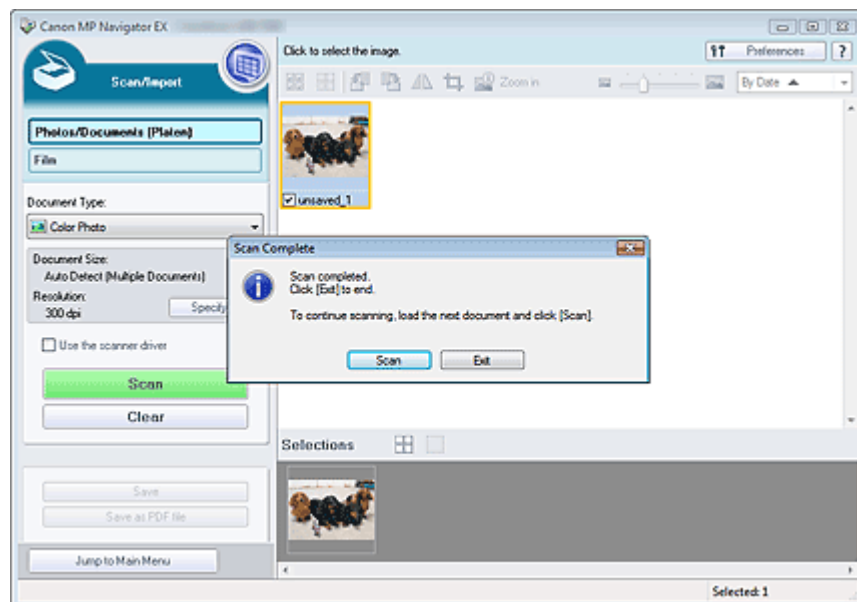 Canon MP Navigator EX
Click to select the image.
Preferences
?
Scan/Import
Zoom in
By Date
Photos/Documents (Platen)
Film
unsaved_1
Document Type:
Color Photo
Document Size:
Auto Detect (Multiple Documents)
Resolution:
300 dpi
Specify
Use the scanner driver
Scan
Clear
Scan Complete
Scan completed.
Click [Exit] to end.
To continue scanning, load the next document and click [Scan].
Scan
Exit
Selections
Save
Save as PDF file
Jump to Main Menu
Selected: 1